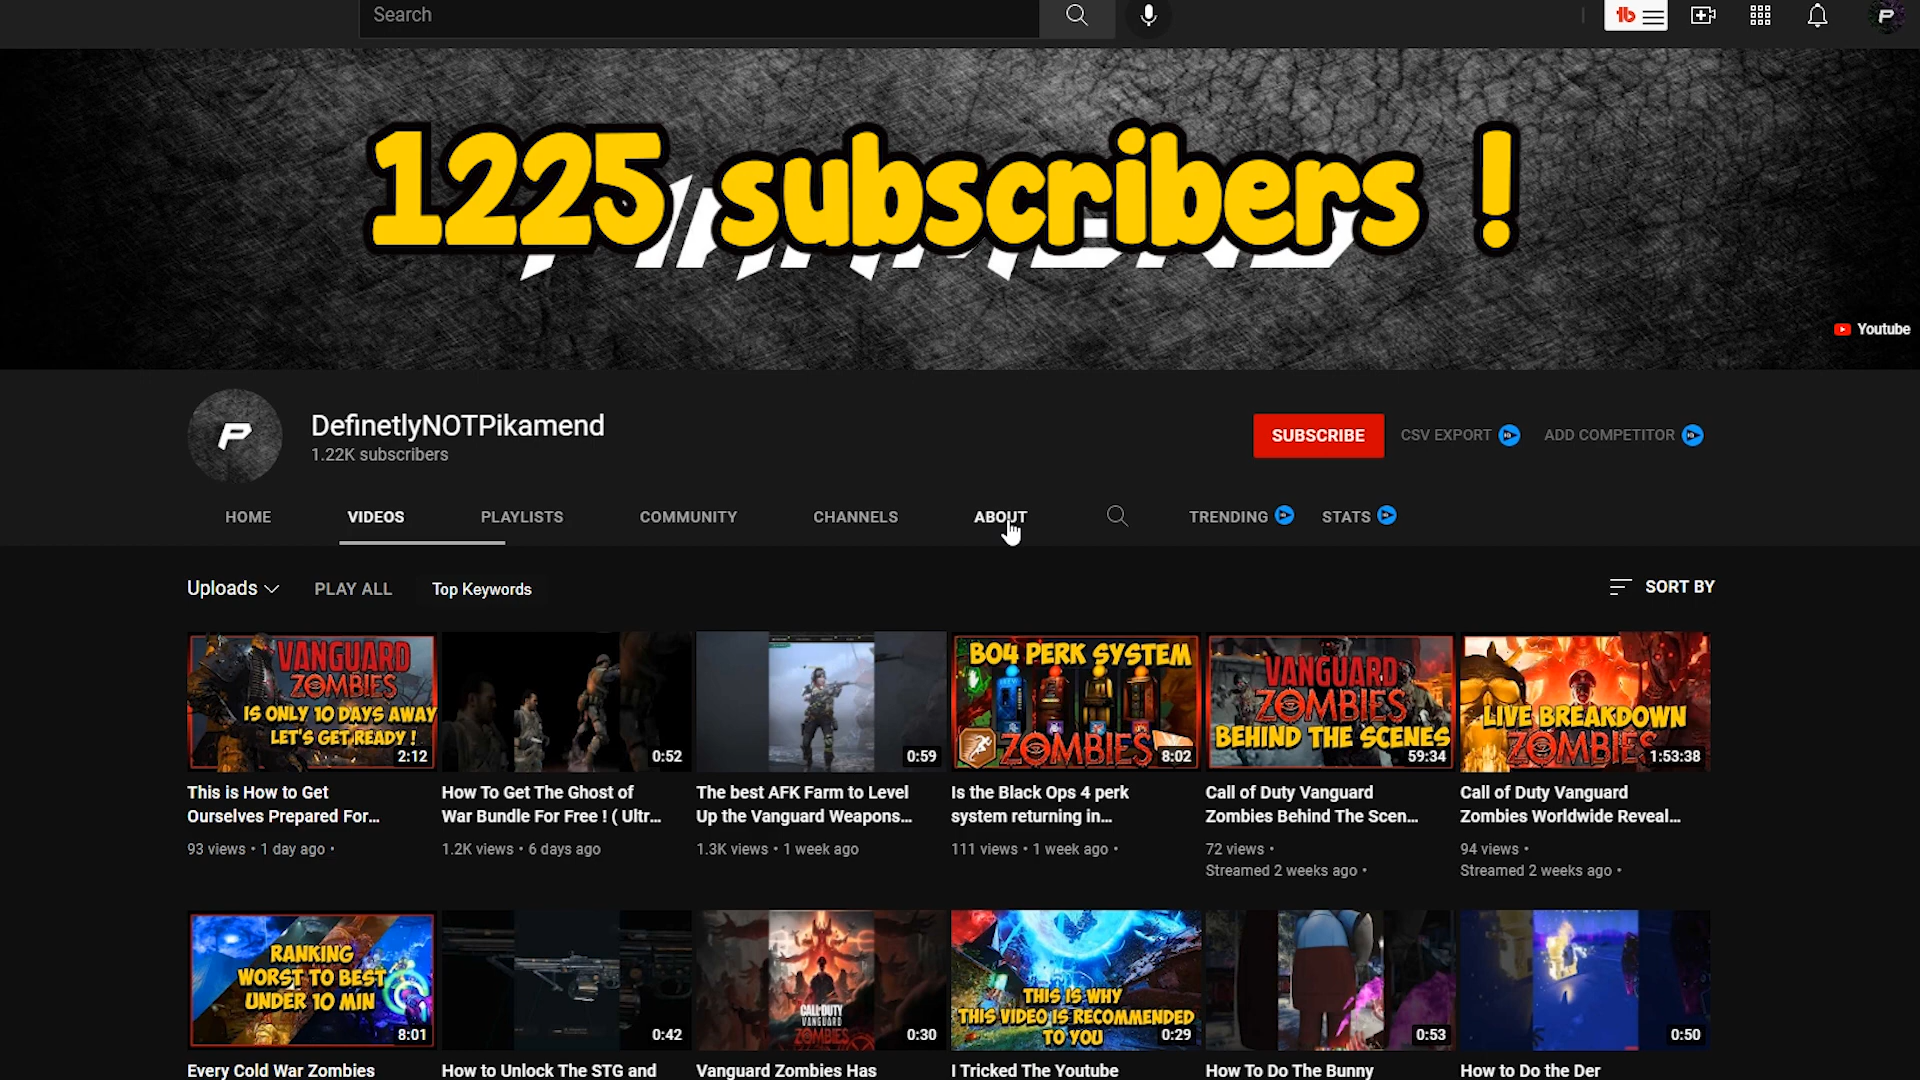 Search
1225 subscribers !
Youtube
DefinetlyNOTPikamend
1.22K subscribers
SUBSCRIBE
CSV EXPORT
ADD COMPETITOR
HOME
VIDEOS
PLAYLISTS
COMMUNITY
CHANNELS
ABOUT
TRENDING
STATS
Uploads
PLAY ALL
Top Keywords
SORT BY
VANGUARD
ZOMBIES
IS ONLY 10 DAYS AWAY
LET'S GET READY !
2:12
0:52
0:59
BO4 PERK SYSTEM
ZOMBIES
8:02
VANGUARD
ZOMBIES
BEHIND THE SCENES
59:34
LIVE BREAKDOWN
ZOMBIES
1:53:38
This is How to Get
Ourselves Prepared For...
93 views • 1 day ago •
How To Get The Ghost of
War Bundle For Free ! ( Ultr...
1.2K views • 6 days ago
The best AFK Farm to Level
Up the Vanguard Weapons...
1.3K views • 1 week ago
Is the Black Ops 4 perk
system returning in...
111 views • 1 week ago •
Call of Duty Vanguard
Zombies Behind The Scen...
72 views •
Streamed 2 weeks ago •
Call of Duty Vanguard
Zombies Worldwide Reveal...
94 views •
Streamed 2 weeks ago •
RANKING
WORST TO BEST
UNDER 10 MIN
8:01
0:42
CALL DUTY
VANGUARD
ZOMBIES
0:30
THIS IS WHY
THIS VIDEO IS RECOMMENDED
TO YOU
0:29
0:53
0:50
Every Cold War Zombies
How to Unlock The STG and
Vanguard Zombies Has
I Tricked The Youtube
How To Do The Bunny
How to Do the Der